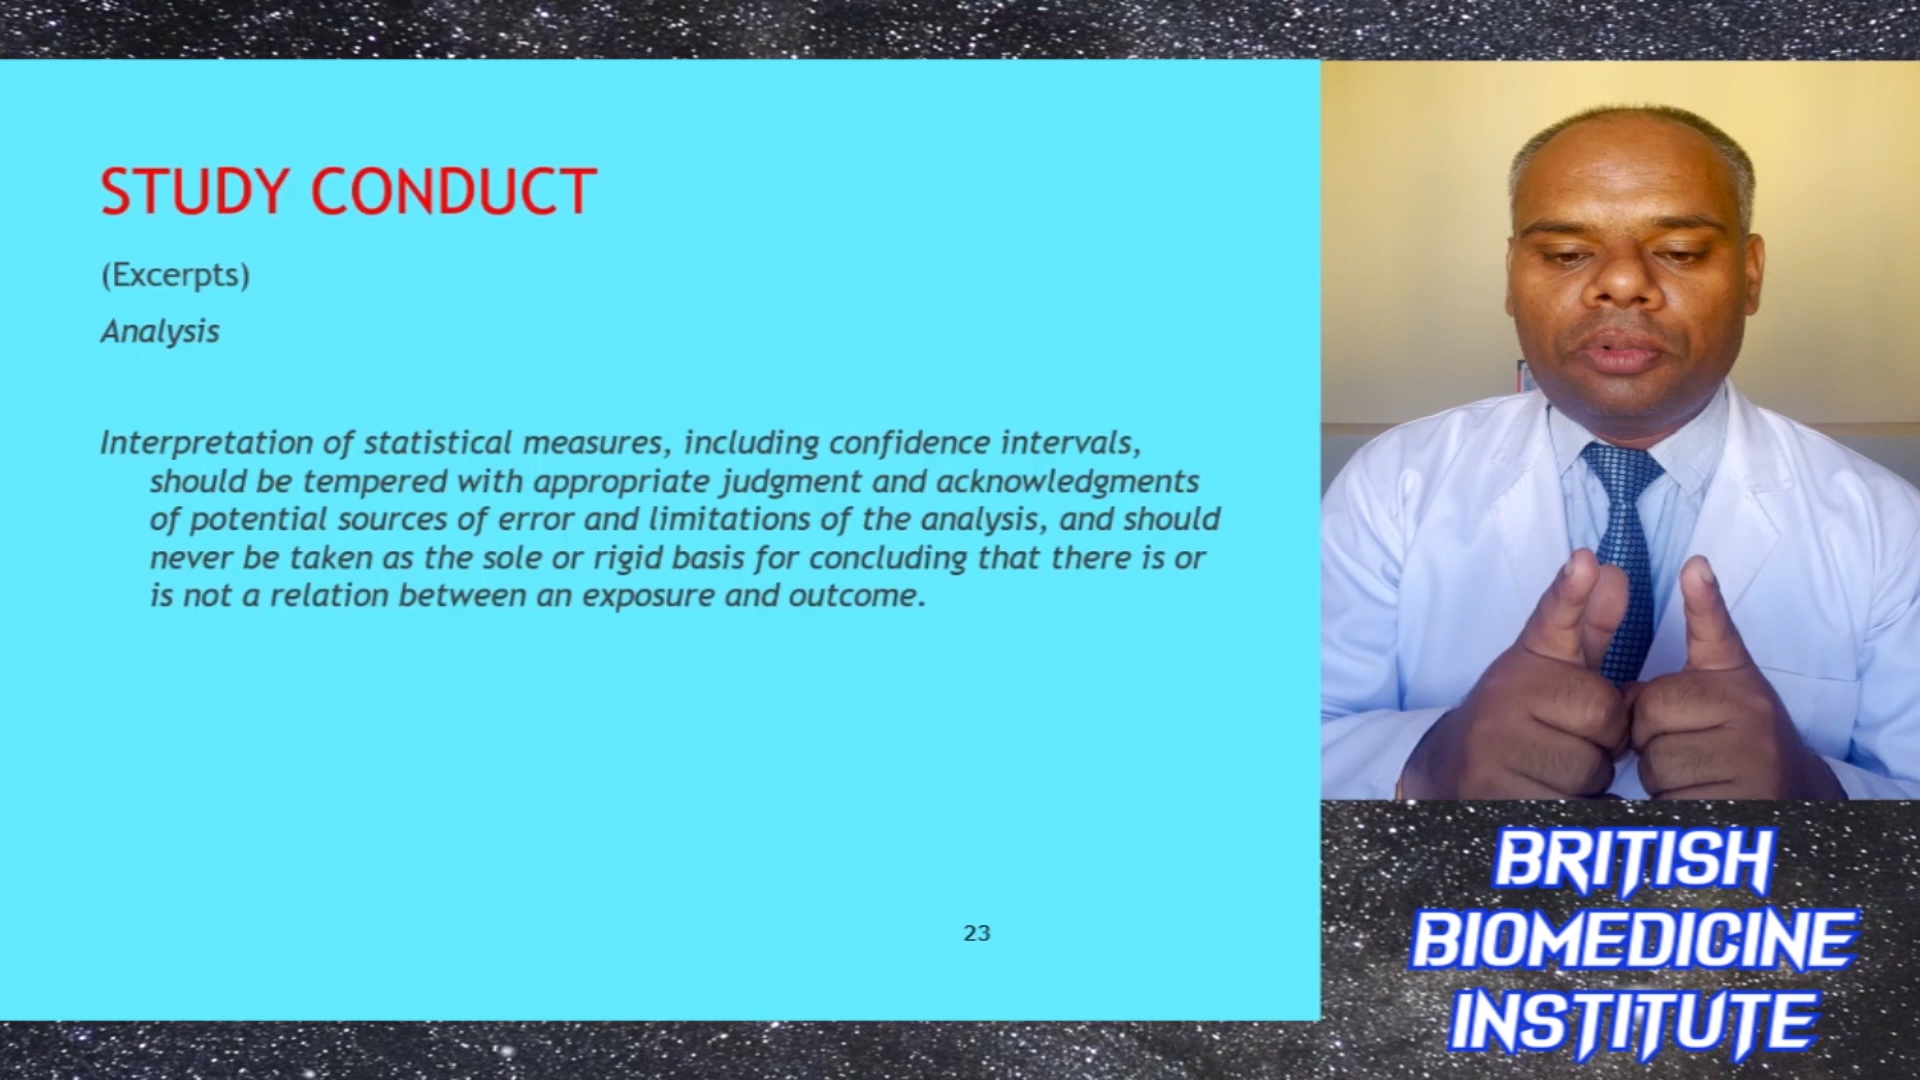 STUDY CONDUCT
(Excerpts)
Analysis
Interpretation of statistical measures, including confidence intervals,
should be tempered with appropriate judgment and acknowledgments
of potential sources of error and limitations of the analysis, and should
never be taken as the sole or rigid basis for concluding that there is or
is not a relation between an exposure and outcome.
23
BRITISH
BIOMEDICINE
INSTITUTE